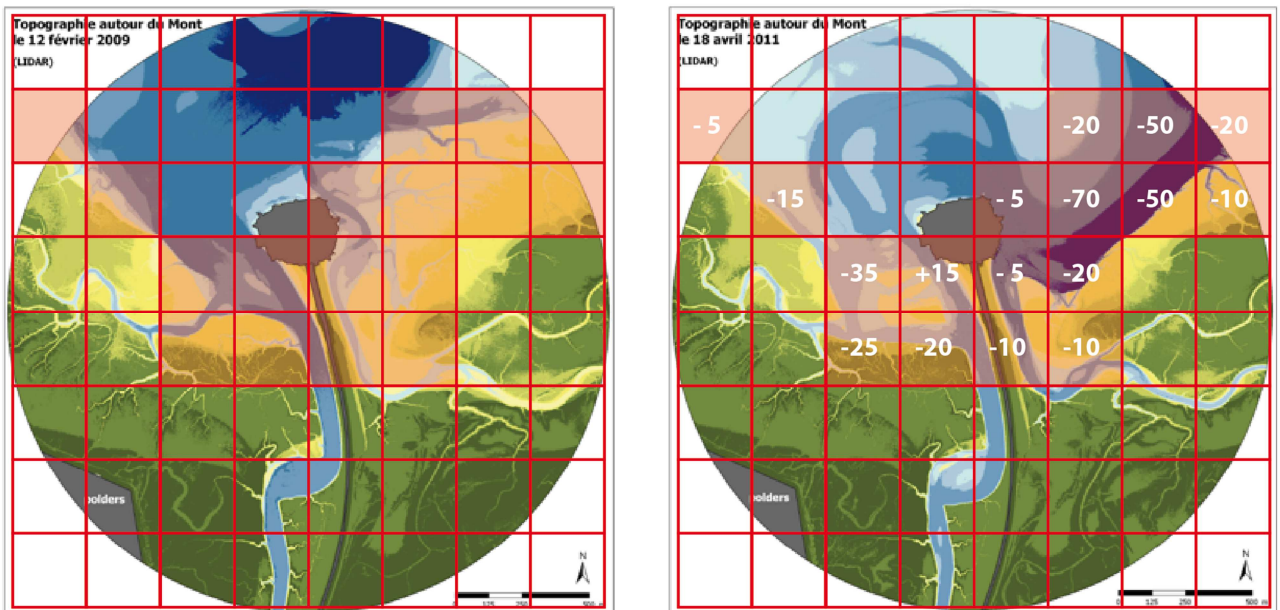 Topographie autour du Mont
le 12 février 2009
(LIDAR)
polders
N
0 125 250 500 m
Topographie autour du Mont
le 18 avril 2011
(LIDAR)
- 5
-20
-50
-20
-15
- 5
-70
-50
-10
-35
+15
- 5
-20
-25
-20
-10
-10
polders
N
0 125 250 500 m